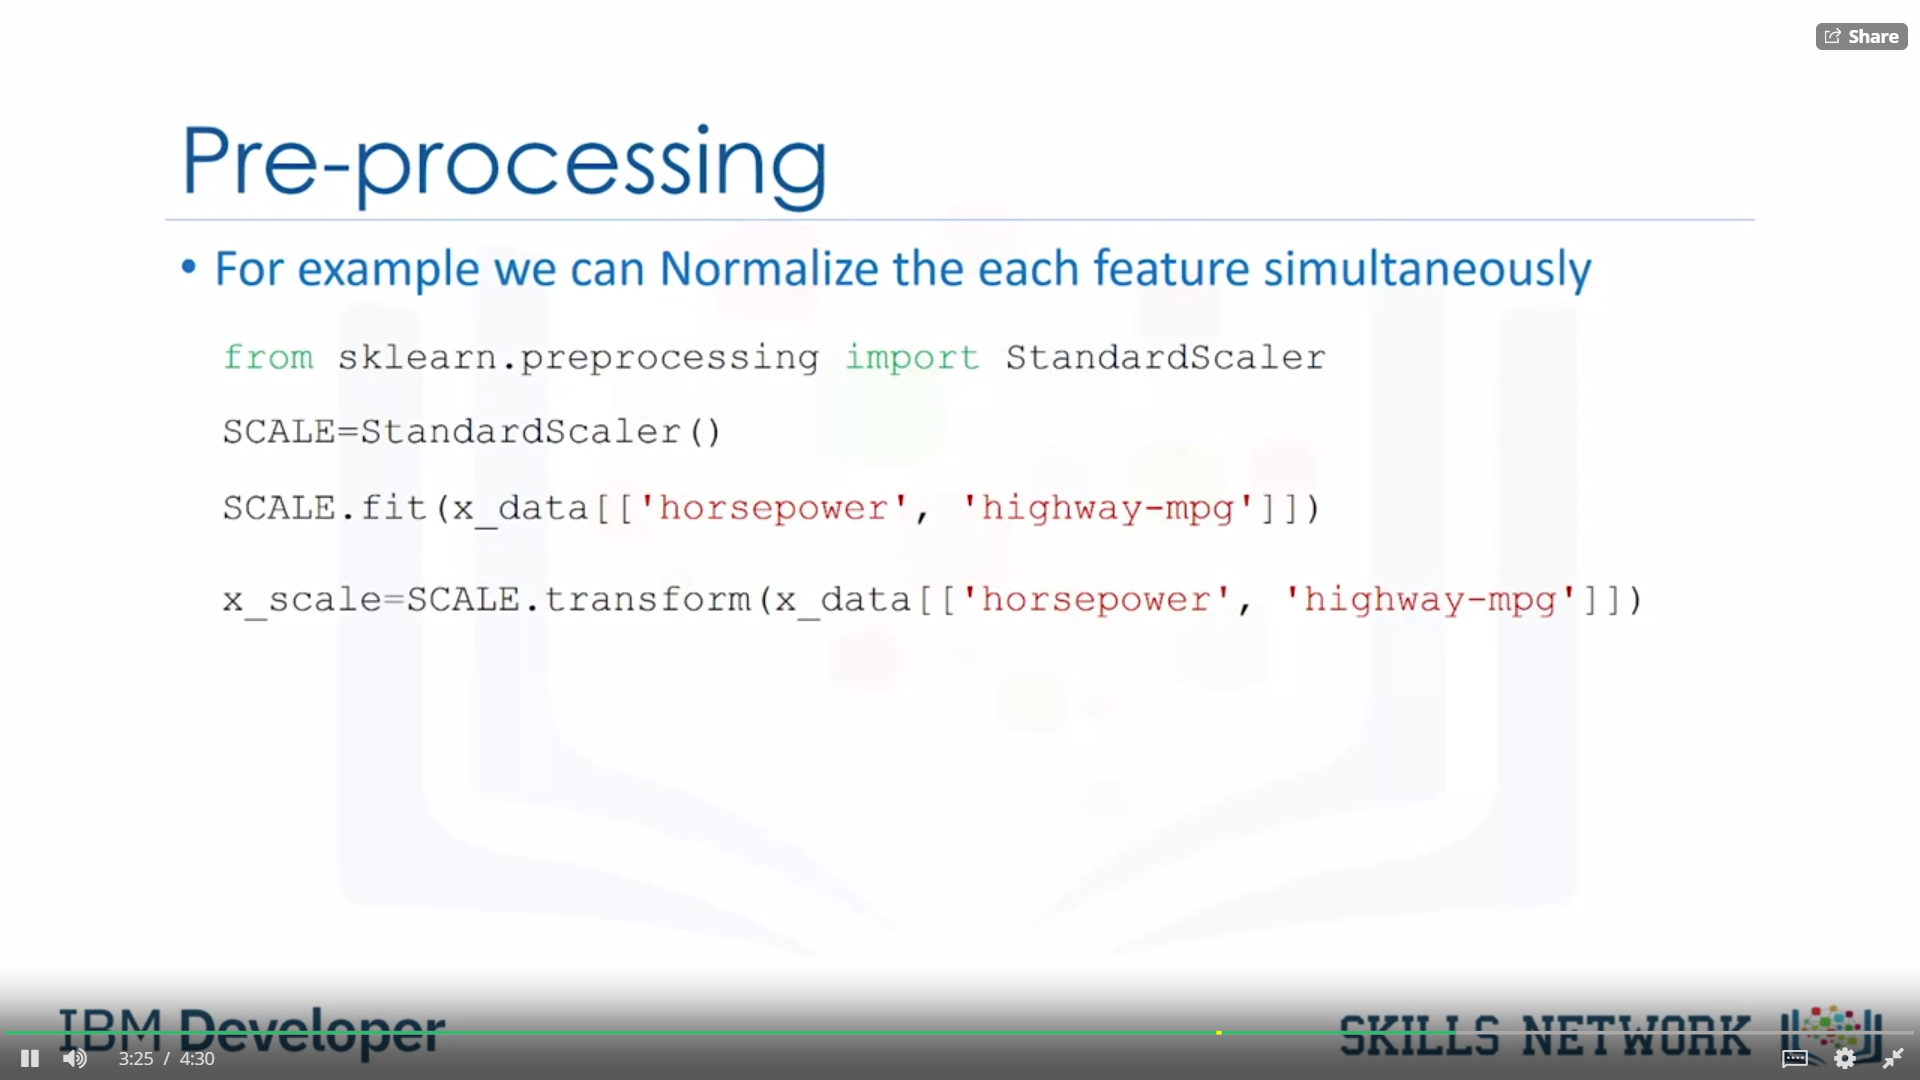 Share
Pre-processing
• For example we can Normalize the each feature simultaneously
from sklearn.preprocessing import StandardScaler
SCALE=StandardScaler()
SCALE.fit(x_data[['horsepower', 'highway-mpg']])
x_scale=SCALE.transform(x_data[['horsepower', 'highway-mpg']])
IBM Developer
SKILLS NETWORK
3:25 / 4:30